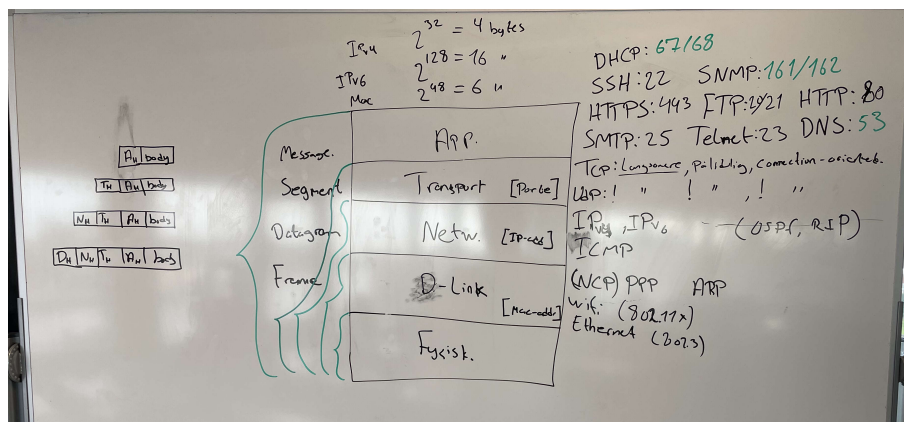 IPv4 2^32 = 4 bytes
IPv6 2^128 = 16 "
Mac 2^48 = 6 "
DHCP: 67/68
SSH: 22 SNMP: 161/162
HTTPS: 443 FTP: 20/21 HTTP: 80
SMTP: 25 Telnet: 23 DNS: 53
Message. App.
AH body
Tcp: Langsomere, Pålidlig, connection-oriented.
Segment Transport [Porte]
TH AH body
UDP: ! " ! " , ! "
Datagram Netw. [IP-add]
NH TH AH body
IPv4, IPv6 (OSPF, RIP)
ICMP
Frame D-Link [Mac-addr]
DH NH TH AH body
(NCP) PPP ARP
Wifi: (802.11x)
Ethernet (802.3)
Fysisk.